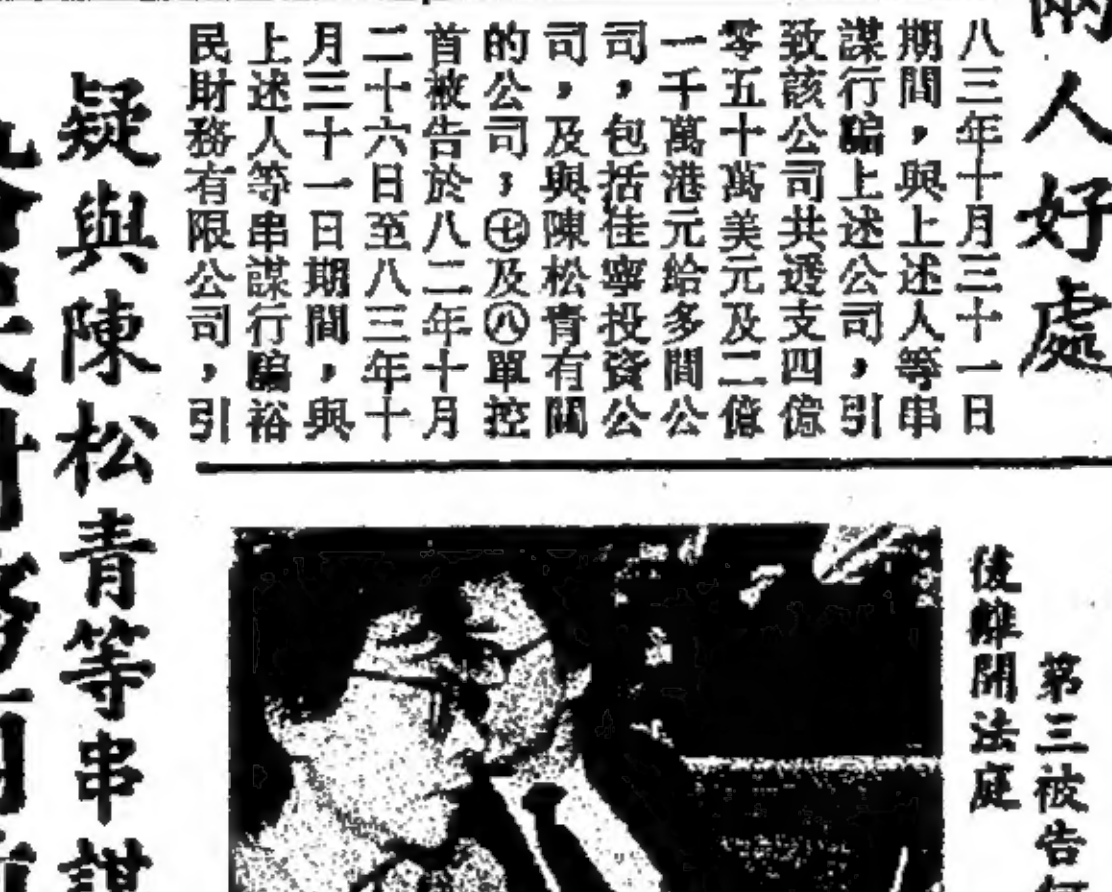 兩人好處
八三年十月三十一日
期間，與上述人等串
謀行騙上述公司，引
致該公司共透支四億
零五十萬美元及二億
一千萬港元給多間公
司，包括佳寧投資公
司，及與陳松青有關
的公司，㊆及㊇單控
首被告於八二年十月
二十六日至八三年十
月三十一日期間，與
上述人等串謀行騙裕
民財務有限公司，引
疑與陳松青等串謀
第三被告
後離開法庭